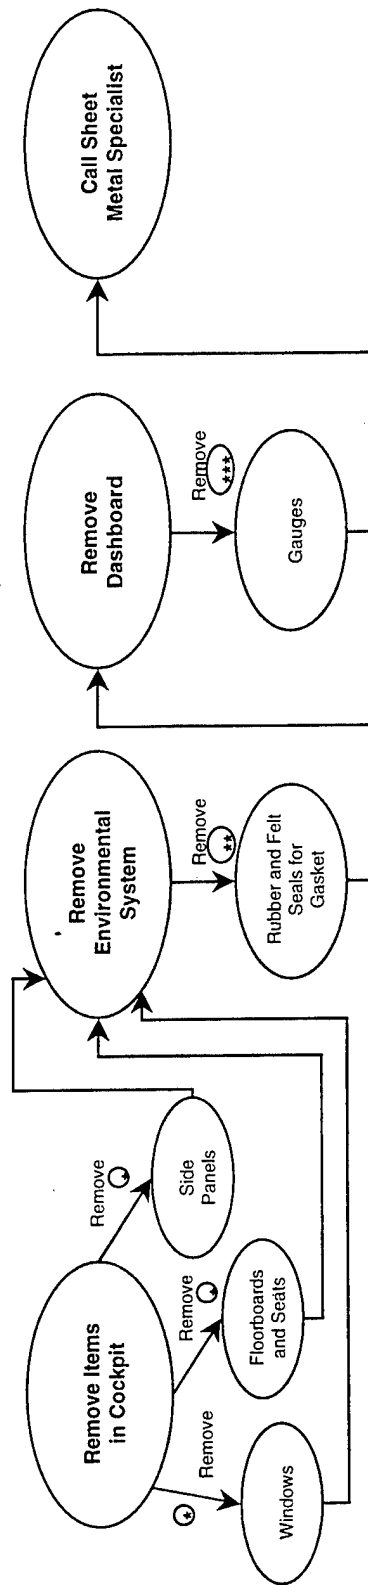 Remove Items
in Cockpit
Remove
*
Windows
Remove
*
Floorboards
and Seats
Remove
*
Side
Panels
Remove
Environmental
System
Remove
**
Rubber and Felt
Seals for
Gasket
Remove
Dashboard
Remove
***
Gauges
Call Sheet
Metal Specialist